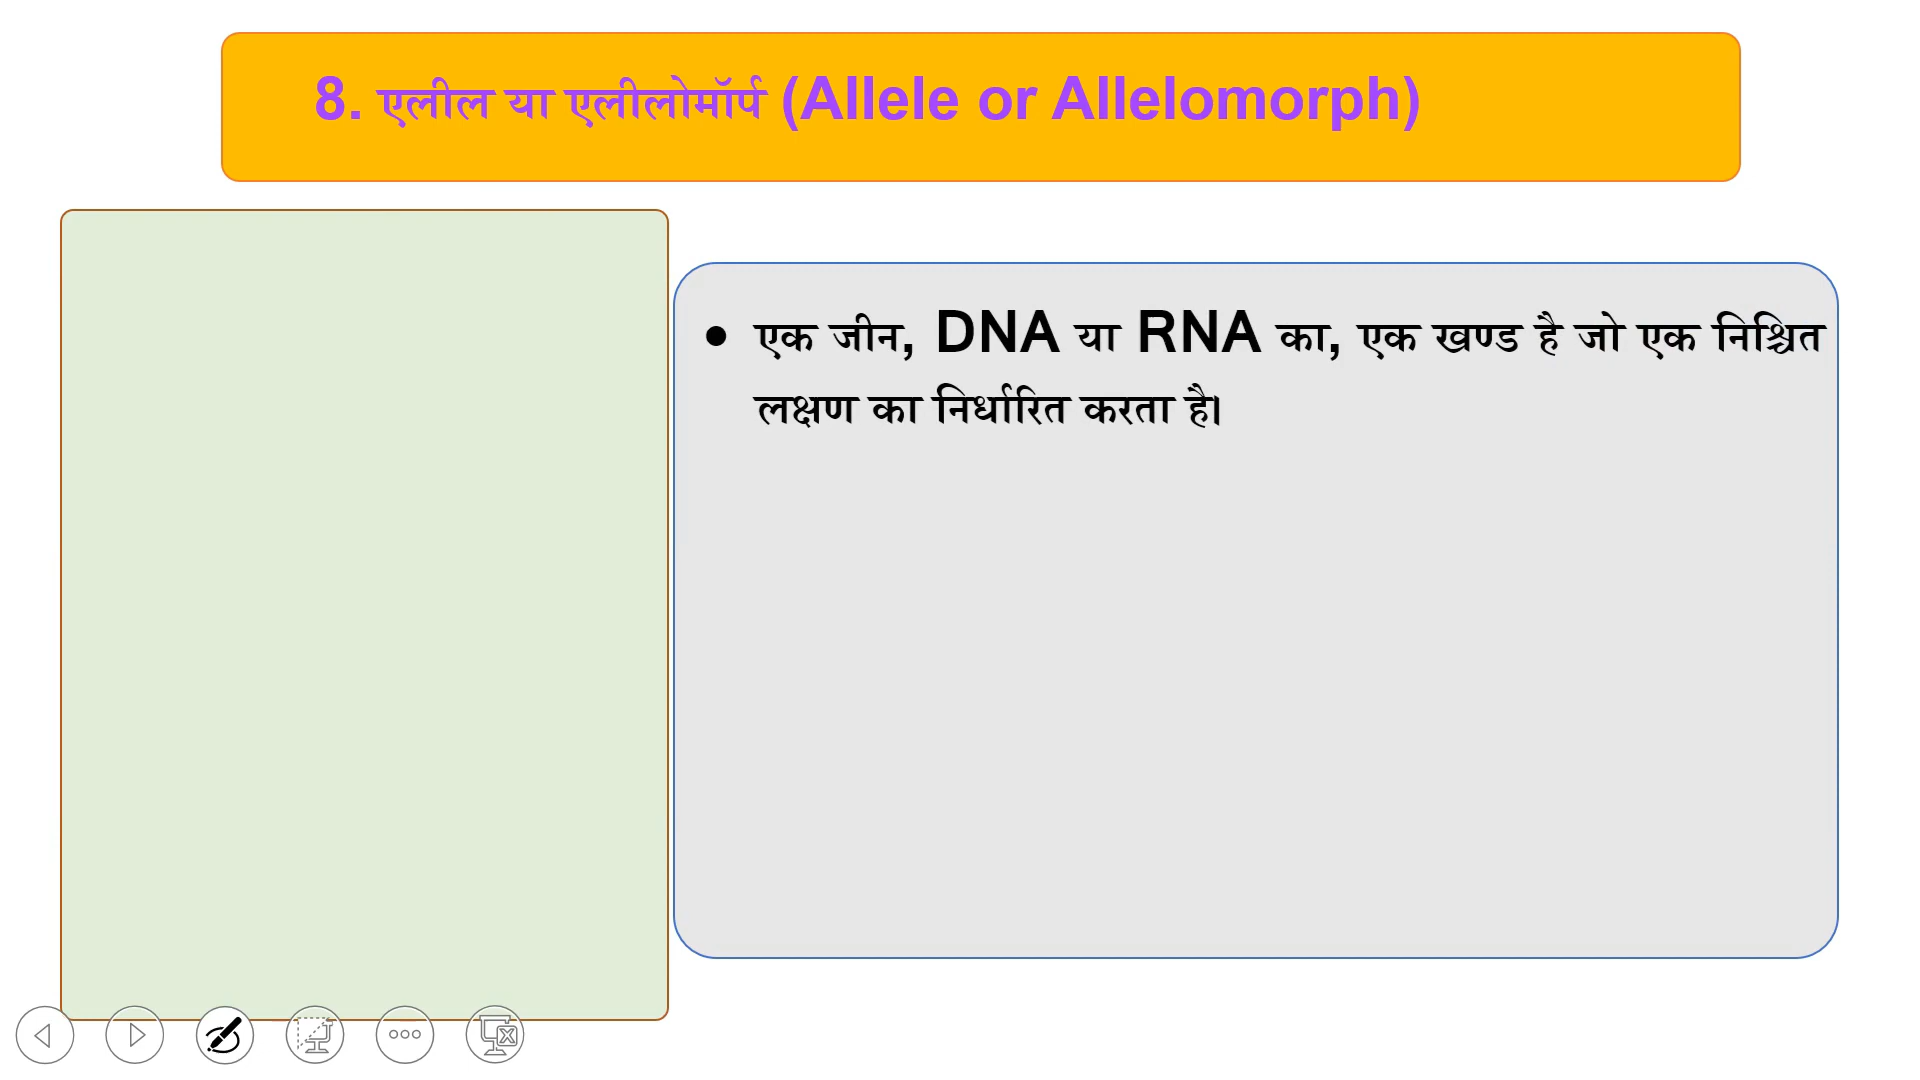 8. एलील या एलीलोमॉर्प (Allele or Allelomorph)
● एक जीन, DNA या RNA का, एक खण्ड है जो एक निश्चित
लक्षण का निर्धारित करता है।